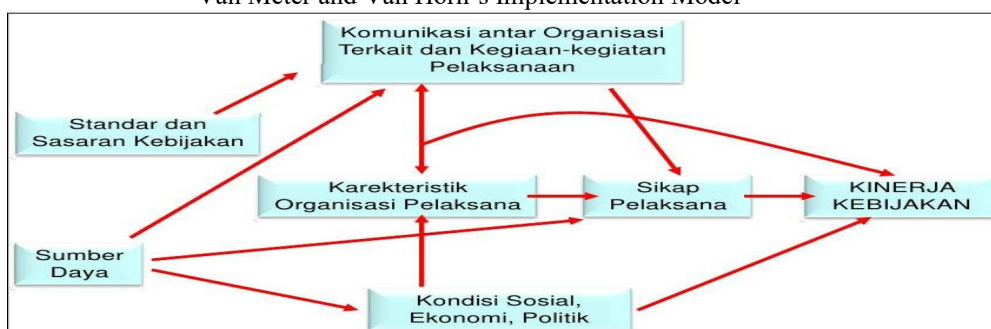 Van Meter and Van Horn's Implementation Model
Komunikasi antar Organisasi
Terkait dan Kegiaan-kegiatan
Pelaksanaan
Standar dan
Sasaran Kebijakan
Karekteristik
Organisasi Pelaksana
Sikap
Pelaksana
KINERJA
KEBIJAKAN
Sumber
Daya
Kondisi Sosial,
Ekonomi, Politik